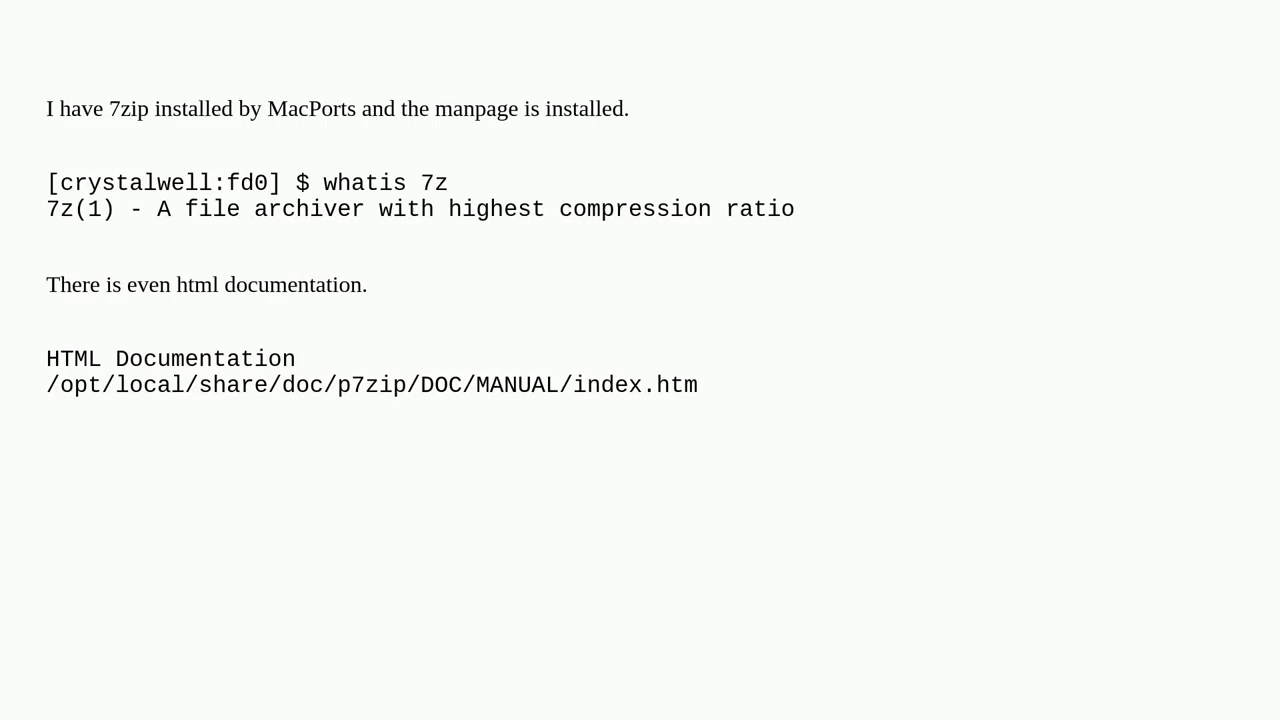 I have 7zip installed by MacPorts and the manpage is installed.
[crystalwell:fd0] $ whatis 7z
7z(1) - A file archiver with highest compression ratio
There is even html documentation.
HTML Documentation
/opt/local/share/doc/p7zip/DOC/MANUAL/index.htm